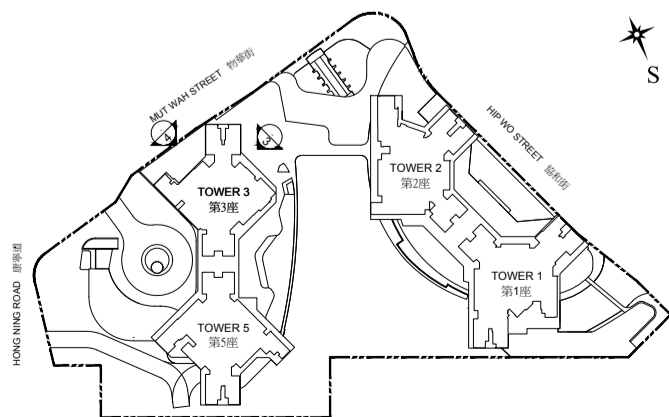 MUT WAH STREET 物華街
S
HIP WO STREET 協和街
4
3
TOWER 2
第2座
TOWER 3
第3座
HONG NING ROAD 康寧道
TOWER 1
第1座
TOWER 5
第5座